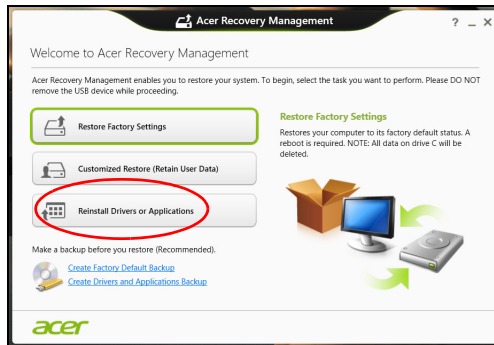 Acer Recovery Management
Welcome to Acer Recovery Management
Acer Recovery Management enables you to restore your system. To begin, select the task you want to perform. Please DO NOT
remove the USB device while proceeding.
Restore Factory Settings
Customized Restore (Retain User Data)
Reinstall Drivers or Applications
Restore Factory Settings
Restores your computer to its factory default status. A
reboot is required. NOTE: All data on drive C will be
deleted.
Make a backup before you restore (Recommended).
Create Factory Default Backup
Create Drivers and Applications Backup
acer